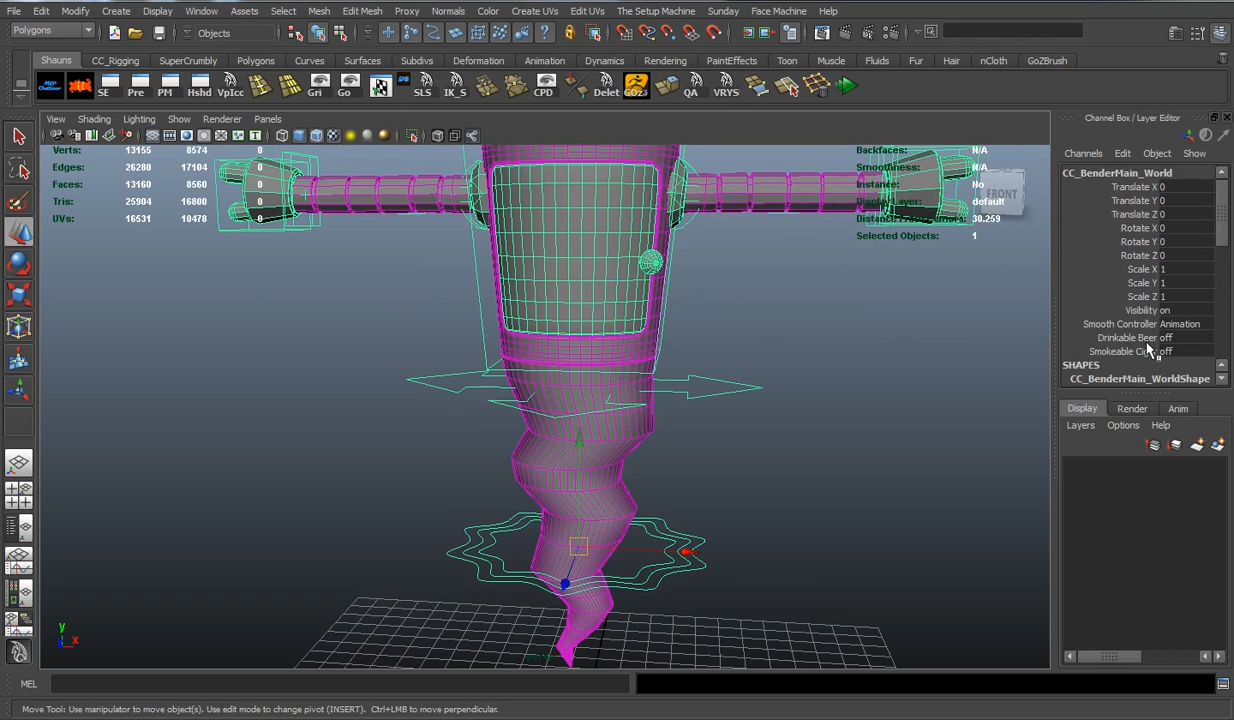 File Edit Modify Create Display Window Assets Select Mesh Edit Mesh Proxy Normals Color Create UVs Edit UVs The Setup Machine Sunday Face Machine Help
Polygons Objects
Shauns CC_Rigging SuperCrumbly Polygons Curves Surfaces Subdivs Deformation Animation Dynamics Rendering PaintEffects Toon Muscle Fluids Fur Hair nCloth GoZBrush
SE Pre PM Hshd VpIcc Gri Go SLS IK_S CPD Delet GOz3 QA VRYS
View Shading Lighting Show Renderer Panels
Verts: 13155 8574 0
Edges: 26280 17104 0
Faces: 13160 8560 0
Tris: 25904 16800 0
UVs: 16531 10478 0
Backfaces: N/A
Smoothness: N/A
Instance: No
Display Layer: default
30.259
Selected Objects: 1
FRONT
Channel Box / Layer Editor
Channels Edit Object Show
CC_BenderMain_World
Translate X 0
Translate Y 0
Translate Z 0
Rotate X 0
Rotate Y 0
Rotate Z 0
Scale X 1
Scale Y 1
Scale Z 1
Visibility on
Smooth Controller Animation
Drinkable Beer off
Smokeable off
SHAPES
CC_BenderMain_WorldShape
Display Render Anim
Layers Options Help
y
z x
MEL
Move Tool: Use manipulator to move object(s). Use edit mode to change pivot (INSERT). Ctrl+LMB to move perpendicular.